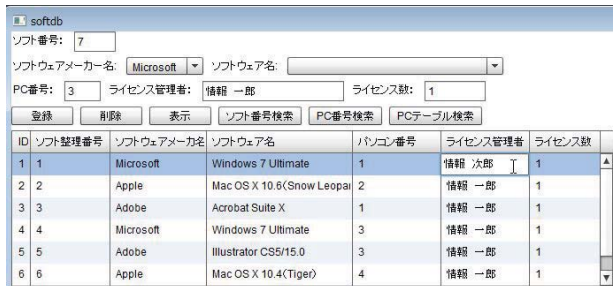 softdb
ソフト番号: 7
ソフトウェアメーカー名: Microsoft ソフトウェア名:
PC番号: 3 ライセンス管理者: 情報 一郎 ライセンス数: 1
登録 削除 表示 ソフト番号検索 PC番号検索 PCテーブル検索
ID ソフト整理番号 ソフトウェアメーカ名 ソフトウェア名 パソコン番号 ライセンス管理者 ライセンス数
1 1 Microsoft Windows 7 Ultimate 1 情報 次郎 1
2 2 Apple Mac OS X 10.6(Snow Leopar 2 情報 一郎 1
3 3 Adobe Acrobat Suite X 1 情報 一郎 1
4 4 Microsoft Windows 7 Ultimate 3 情報 一郎 1
5 5 Adobe Illustrator CS5/15.0 3 情報 一郎 1
6 6 Apple Mac OS X 10.4(Tiger) 4 情報 一郎 1